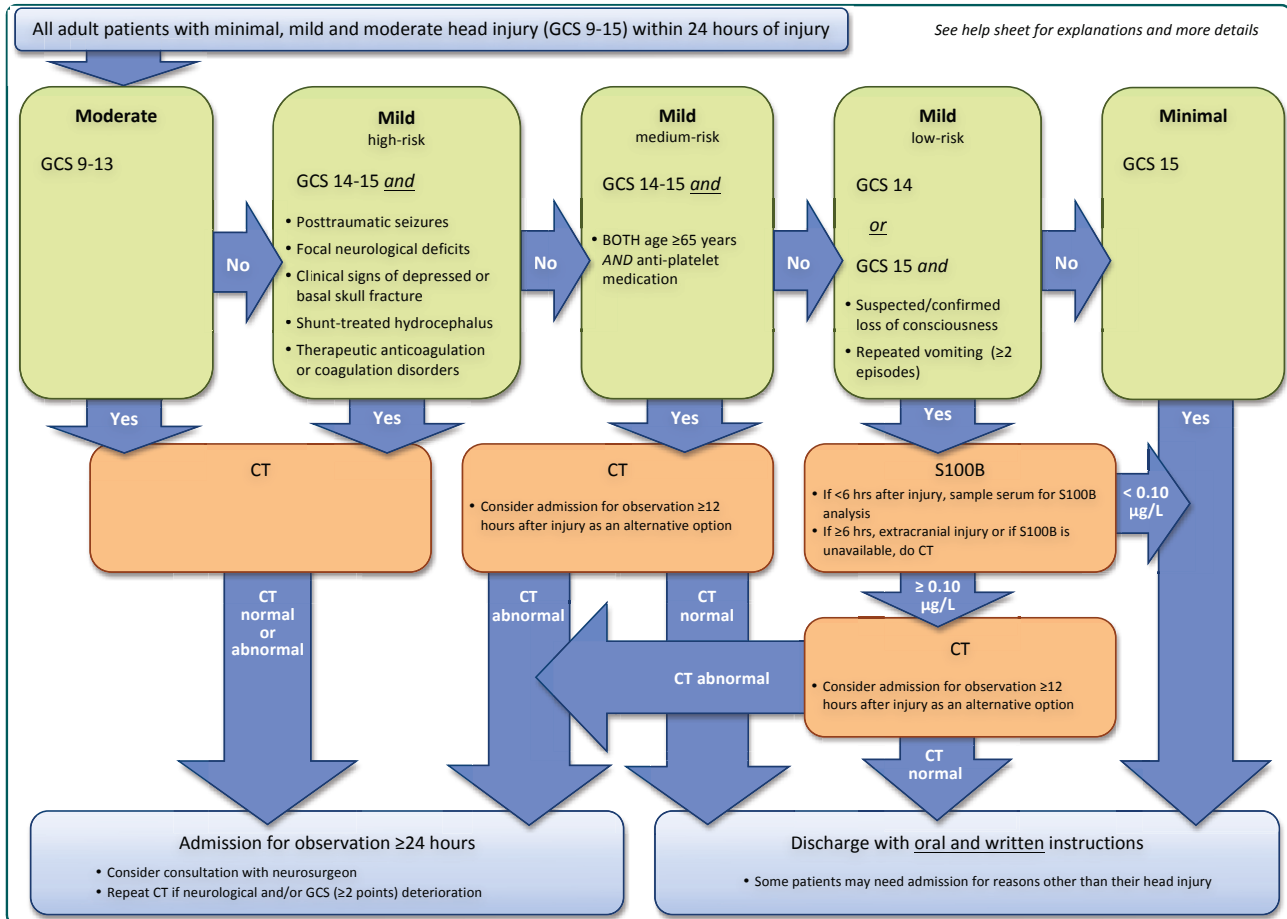 All adult patients with minimal, mild and moderate head injury (GCS 9-15) within 24 hours of injury
See help sheet for explanations and more details
Moderate
GCS 9-13
No
Yes
Mild
high-risk
GCS 14-15 and
• Posttraumatic seizures
• Focal neurological deficits
• Clinical signs of depressed or
basal skull fracture
• Shunt-treated hydrocephalus
• Therapeutic anticoagulation
or coagulation disorders
No
Yes
Mild
medium-risk
GCS 14-15 and
• BOTH age ≥65 years
AND anti-platelet
medication
No
Yes
Mild
low-risk
GCS 14
or
GCS 15 and
• Suspected/confirmed
loss of consciousness
• Repeated vomiting (≥2
episodes)
No
Yes
Minimal
GCS 15
Yes
CT
CT
• Consider admission for observation ≥12
hours after injury as an alternative option
S100B
• If <6 hrs after injury, sample serum for S100B
analysis
• If ≥6 hrs, extracranial injury or if S100B is
unavailable, do CT
< 0.10
µg/L
≥ 0.10
µg/L
CT
normal
or
abnormal
CT
abnormal
CT
normal
CT abnormal
CT
• Consider admission for observation ≥12
hours after injury as an alternative option
CT
normal
Admission for observation ≥24 hours
• Consider consultation with neurosurgeon
• Repeat CT if neurological and/or GCS (≥2 points) deterioration
Discharge with oral and written instructions
• Some patients may need admission for reasons other than their head injury